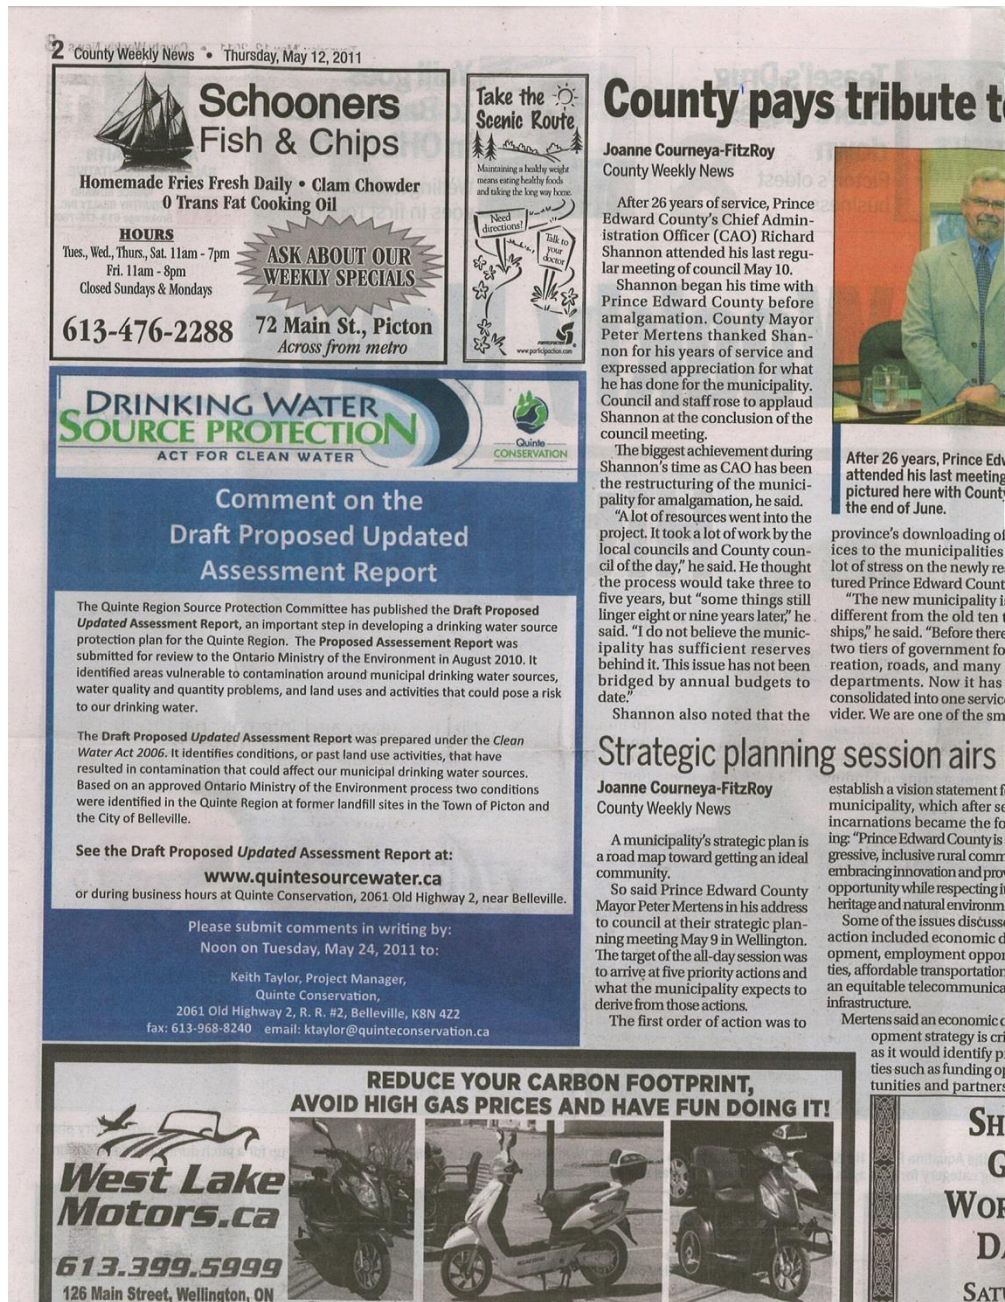 2 County Weekly News • Thursday, May 12, 2011
Schooners
Fish & Chips
Homemade Fries Fresh Daily • Clam Chowder
0 Trans Fat Cooking Oil
HOURS
Tues., Wed., Thurs., Sat. 11am - 7pm
Fri. 11am - 8pm
Closed Sundays & Mondays
ASK ABOUT OUR
WEEKLY SPECIALS
613-476-2288
72 Main St., Picton
Across from metro
Take the
Scenic Route
Maintaining a healthy weight
means eating healthy foods
and taking the long way home.
Need
directions?
Talk to
your
doctor
www.participaction.com
DRINKING WATER
SOURCE PROTECTION
ACT FOR CLEAN WATER
Quinte
CONSERVATION
Comment on the
Draft Proposed Updated
Assessment Report
The Quinte Region Source Protection Committee has published the Draft Proposed
Updated Assessment Report, an important step in developing a drinking water source
protection plan for the Quinte Region. The Proposed Assessement Report was
submitted for review to the Ontario Ministry of the Environment in August 2010. It
identified areas vulnerable to contamination around municipal drinking water sources,
water quality and quantity problems, and land uses and activities that could pose a risk
to our drinking water.
The Draft Proposed Updated Assessment Report was prepared under the Clean
Water Act 2006. It identifies conditions, or past land use activities, that have
resulted in contamination that could affect our municipal drinking water sources.
Based on an approved Ontario Ministry of the Environment process two conditions
were identified in the Quinte Region at former landfill sites in the Town of Picton and
the City of Belleville.
See the Draft Proposed Updated Assessment Report at:
www.quintesourcewater.ca
or during business hours at Quinte Conservation, 2061 Old Highway 2, near Belleville.
Please submit comments in writing by:
Noon on Tuesday, May 24, 2011 to:
Keith Taylor, Project Manager,
Quinte Conservation,
2061 Old Highway 2, R. R. #2, Belleville, K8N 4Z2
fax: 613-968-8240 email: ktaylor@quinteconservation.ca
County pays tribute t
Joanne Courneya-FitzRoy
County Weekly News
After 26 years of service, Prince
Edward County's Chief Admin-
istration Officer (CAO) Richard
Shannon attended his last regu-
lar meeting of council May 10.
Shannon began his time with
Prince Edward County before
amalgamation. County Mayor
Peter Mertens thanked Shan-
non for his years of service and
expressed appreciation for what
he has done for the municipality.
Council and staff rose to applaud
Shannon at the conclusion of the
council meeting.
The biggest achievement during
Shannon's time as CAO has been
the restructuring of the munici-
pality for amalgamation, he said.
"A lot of resources went into the
project. It took a lot of work by the
local councils and County coun-
cil of the day," he said. He thought
the process would take three to
five years, but "some things still
linger eight or nine years later," he
said. "I do not believe the munic-
ipality has sufficient reserves
behind it. This issue has not been
bridged by annual budgets to
date."
Shannon also noted that the
After 26 years, Prince Edw
attended his last meeting
pictured here with County
the end of June.
province's downloading of
ices to the municipalities
lot of stress on the newly re
tured Prince Edward Count
"The new municipality i
different from the old ten t
ships," he said. "Before there
two tiers of government fo
reation, roads, and many
departments. Now it has
consolidated into one servic
vider. We are one of the sm
Strategic planning session airs
Joanne Courneya-FitzRoy
County Weekly News
A municipality's strategic plan is
a road map toward getting an ideal
community.
So said Prince Edward County
Mayor Peter Mertens in his address
to council at their strategic plan-
ning meeting May 9 in Wellington.
The target of the all-day session was
to arrive at five priority actions and
what the municipality expects to
derive from those actions.
The first order of action was to
establish a vision statement f
municipality, which after se
incarnations became the fo
ing: "Prince Edward County is
gressive, inclusive rural comm
embracing innovation and prov
opportunity while respecting i
heritage and natural environm
Some of the issues discusse
action included economic d
opment, employment oppor
ties, affordable transportation
an equitable telecommunica
infrastructure.
Mertens said an economic d
opment strategy is cri
as it would identify p
ties such as funding op
tunities and partners
REDUCE YOUR CARBON FOOTPRINT,
AVOID HIGH GAS PRICES AND HAVE FUN DOING IT!
West Lake
Motors.ca
613.399.5999
126 Main Street, Wellington, ON
SH
G
WOR
DA
SAT